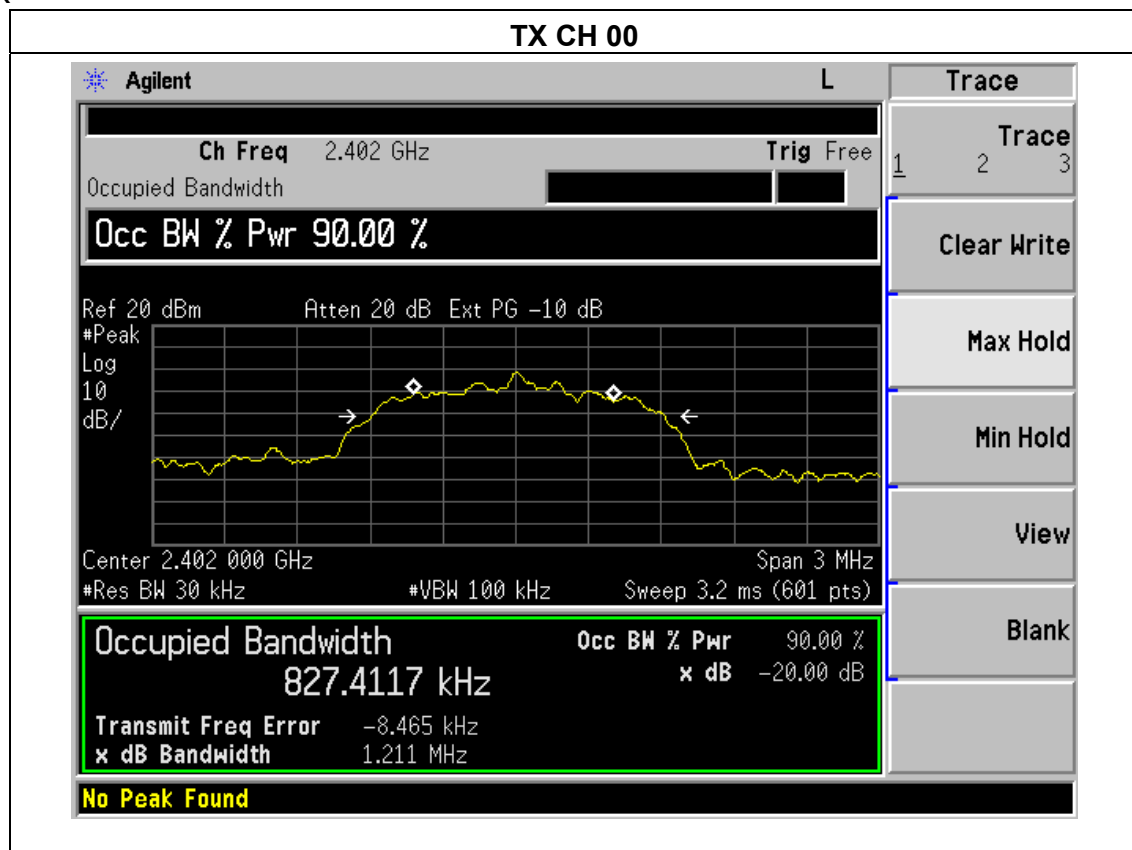 TX CH 00
Agilent L Trace
Ch Freq 2.402 GHz Trig Free
Occupied Bandwidth
Trace
1 2 3
Occ BW % Pwr 90.00 %
Clear Write
Ref 20 dBm Atten 20 dB Ext PG -10 dB
#Peak
Log
10
dB/
Max Hold
Min Hold
View
Center 2.402 000 GHz Span 3 MHz
#Res BW 30 kHz #VBW 100 kHz Sweep 3.2 ms (601 pts)
Blank
Occupied Bandwidth Occ BW % Pwr 90.00 %
827.4117 kHz x dB -20.00 dB
Transmit Freq Error -8.465 kHz
x dB Bandwidth 1.211 MHz
No Peak Found